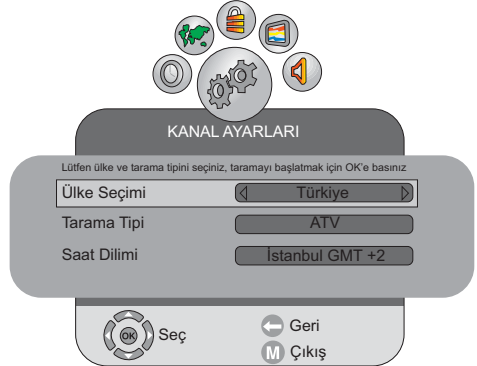 KANAL AYARLARI
Lütfen ülke ve tarama tipini seçiniz, taramayı başlatmak için OK'e basınız
Ülke Seçimi Türkiye
Tarama Tipi ATV
Saat Dilimi İstanbul GMT +2
OK Seç Geri
M Çıkış